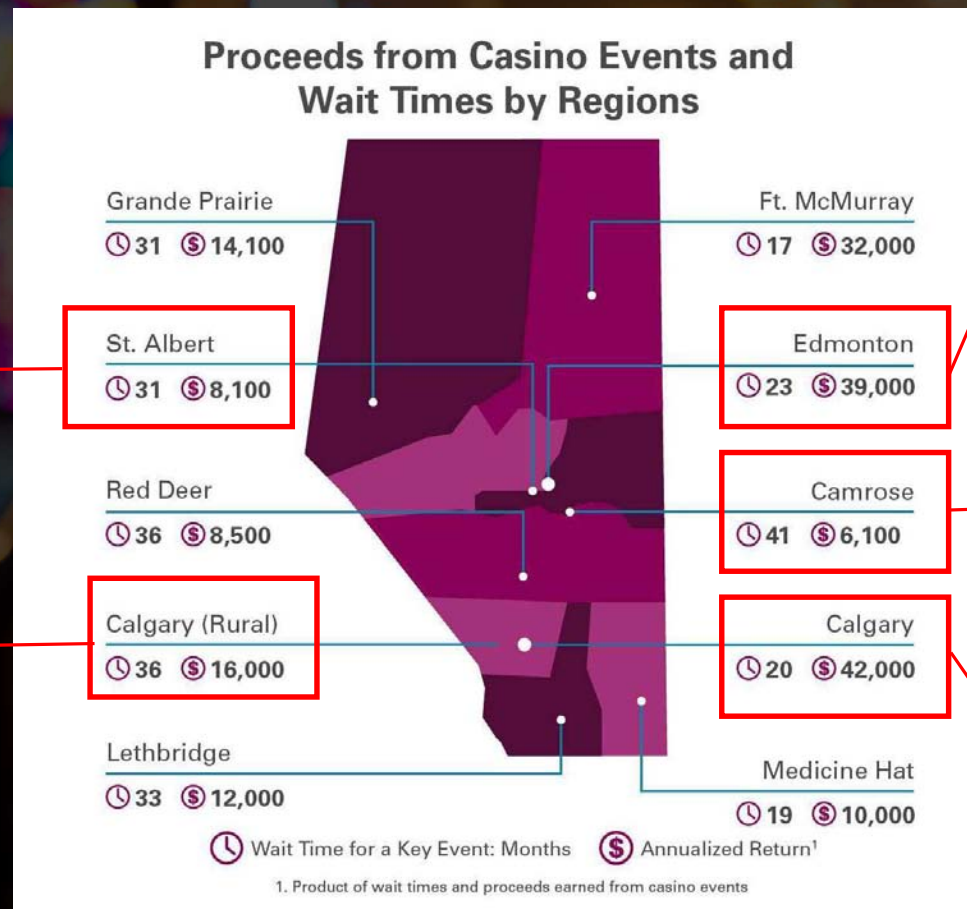 Proceeds from Casino Events and
Wait Times by Regions
Grande Prairie
31 $ 14,100
Ft. McMurray
17 $ 32,000
St. Albert
31 $ 8,100
Edmonton
23 $ 39,000
Red Deer
36 $ 8,500
Camrose
41 $ 6,100
Calgary (Rural)
36 $ 16,000
Calgary
20 $ 42,000
Lethbridge
33 $ 12,000
Medicine Hat
19 $ 10,000
Wait Time for a Key Event: Months $ Annualized Return¹
1. Product of wait times and proceeds earned from casino events